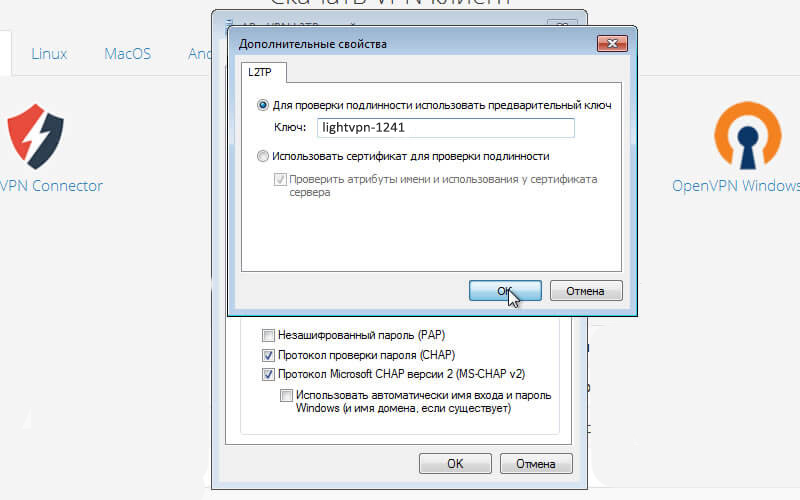 Скачать VPN клиент
Дополнительные свойства
Linux
MacOS
L2TP
Для проверки подлинности использовать предварительный ключ
Ключ:
lightvpn-1241
Использовать сертификат для проверки подлинности
Проверить атрибуты имени и использования у сертификата
сервера
VPN Connector
OpenVPN Windows
OK
Отмена
Незашифрованный пароль (PAP)
Протокол проверки пароля (CHAP)
Протокол Microsoft CHAP версии 2 (MS-CHAP v2)
Использовать автоматически имя входа и пароль
Windows (и имя домена, если существует)
OK
Отмена